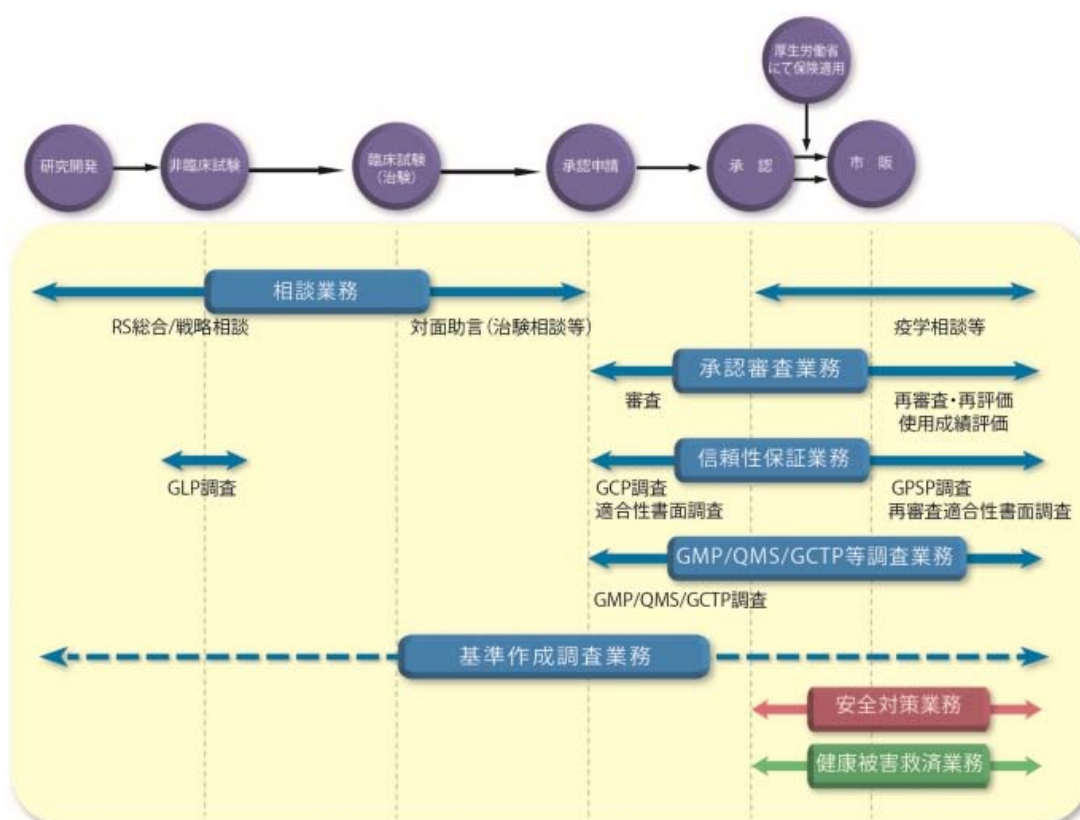 厚生労働省
にて保険適用
研究開発
非臨床試験
臨床試験
(治験)
承認申請
承 認
市 販
相談業務
RS総合/戦略相談
対面助言(治験相談等)
疫学相談等
承認審査業務
審査
再審査・再評価
使用成績評価
信頼性保証業務
GLP調査
GCP調査
適合性書面調査
GPSP調査
再審査適合性書面調査
GMP/QMS/GCTP等調査業務
GMP/QMS/GCTP調査
基準作成調査業務
安全対策業務
健康被害救済業務